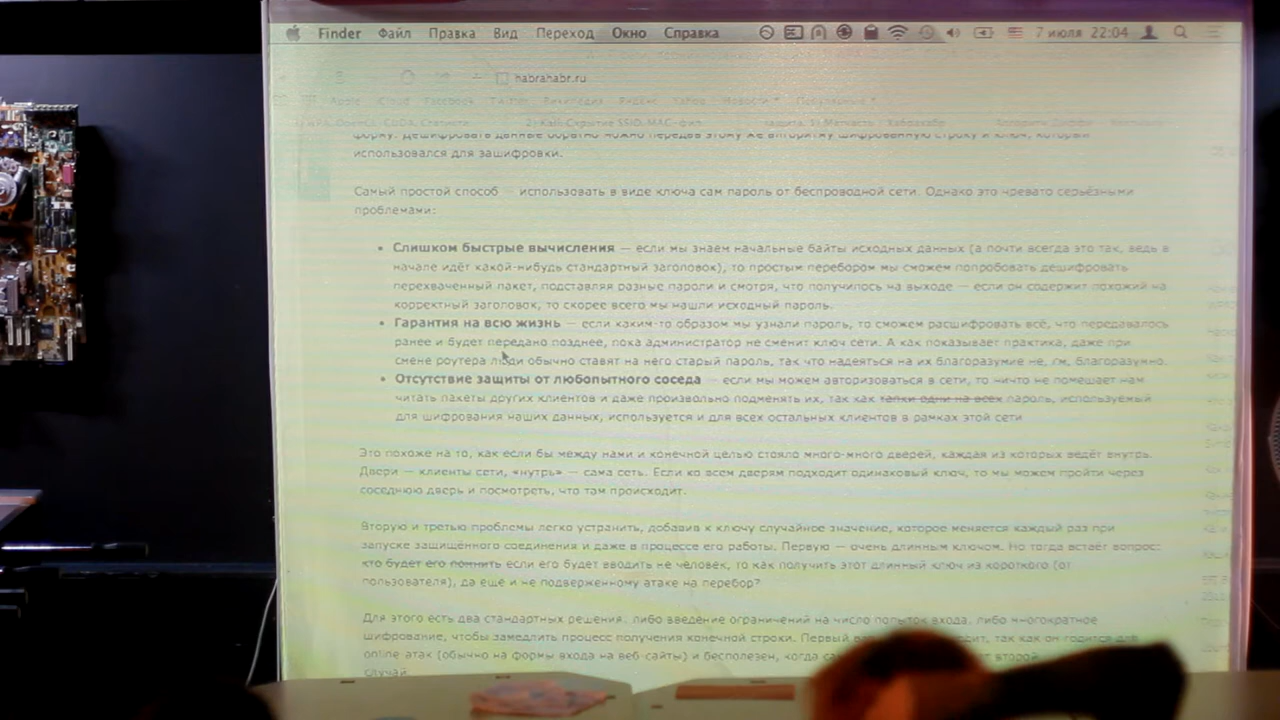 Finder Файл Правка Вид Переход Окно Справка 7 июля 22:04
habrahabr.ru
Apple iCloud Facebook Twitter Википедия Яндекс Yahoo Новости Популярное
форму. Дешифровать данные обратно можно передав этому же алгоритму шифрованную строку и ключ, который
использовался для зашифровки.
Самый простой способ — использовать в виде ключа сам пароль от беспроводной сети. Однако это чревато серьёзными
проблемами:
• Слишком быстрые вычисления — если мы знаем начальные байты исходных данных (а почти всегда это так, ведь в
начале идёт какой-нибудь стандартный заголовок), то простым перебором мы сможем попробовать дешифровать
перехваченный пакет, подставляя разные пароли и смотря, что получилось на выходе — если он содержит похожий на
корректный заголовок, то скорее всего мы нашли исходный пароль.
• Гарантия на всю жизнь — если каким-то образом мы узнали пароль, то сможем расшифровать всё, что передавалось
ранее и будет передано позднее, пока администратор не сменит ключ сети. А как показывает практика, даже при
смене роутера люди обычно ставят на него старый пароль, так что надеяться на их благоразумие не, гм, благоразумно.
• Отсутствие защиты от любопытного соседа — если мы можем авторизоваться в сети, то ничто не помешает нам
читать пакеты других клиентов и даже произвольно подменять их, так как тапки одни на всех пароль, используемый
для шифрования наших данных, используется и для всех остальных клиентов в рамках этой сети
Это похоже на то, как если бы между нами и конечной целью стояло много-много дверей, каждая из которых ведёт внутрь.
Двери — клиенты сети, «нутрь» — сама сеть. Если ко всем дверям подходит одинаковый ключ, то мы можем пройти через
соседнюю дверь и посмотреть, что там происходит.
Вторую и третью проблемы легко устранить, добавив к ключу случайное значение, которое меняется каждый раз при
запуске защищённого соединения и даже в процессе его работы. Первую — очень длинным ключом. Но тогда встаёт вопрос:
кто будет его помнить если его будет вводить не человек, то как получить этот длинный ключ из короткого (от
пользователя), да ещё и не подверженному атаке на перебор?
Для этого есть два стандартных решения: либо введение ограничений на число попыток входа, либо многократное
шифрование, чтобы замедлить процесс получения конечной строки. Первый так как он годится для
online-атак (обычно на формы входа на веб-сайты) и бесполезен, когда второй
случай.